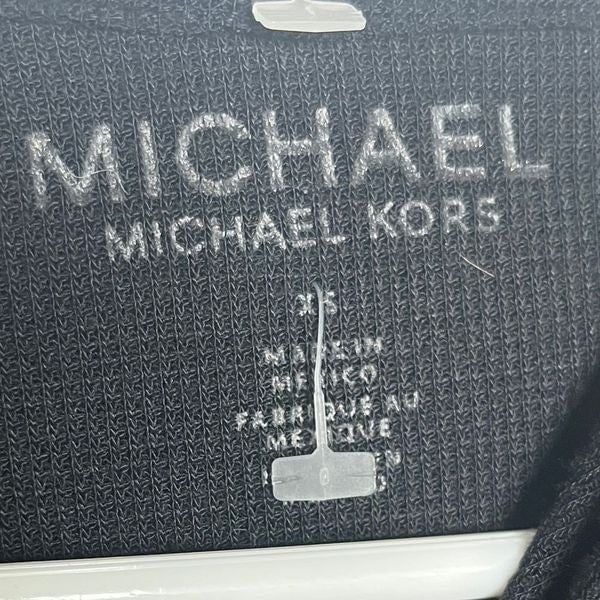 MICHAEL
MICHAEL KORS
XS
MADE IN
MEXICO
FABRIQUE AU
MEXIQUE